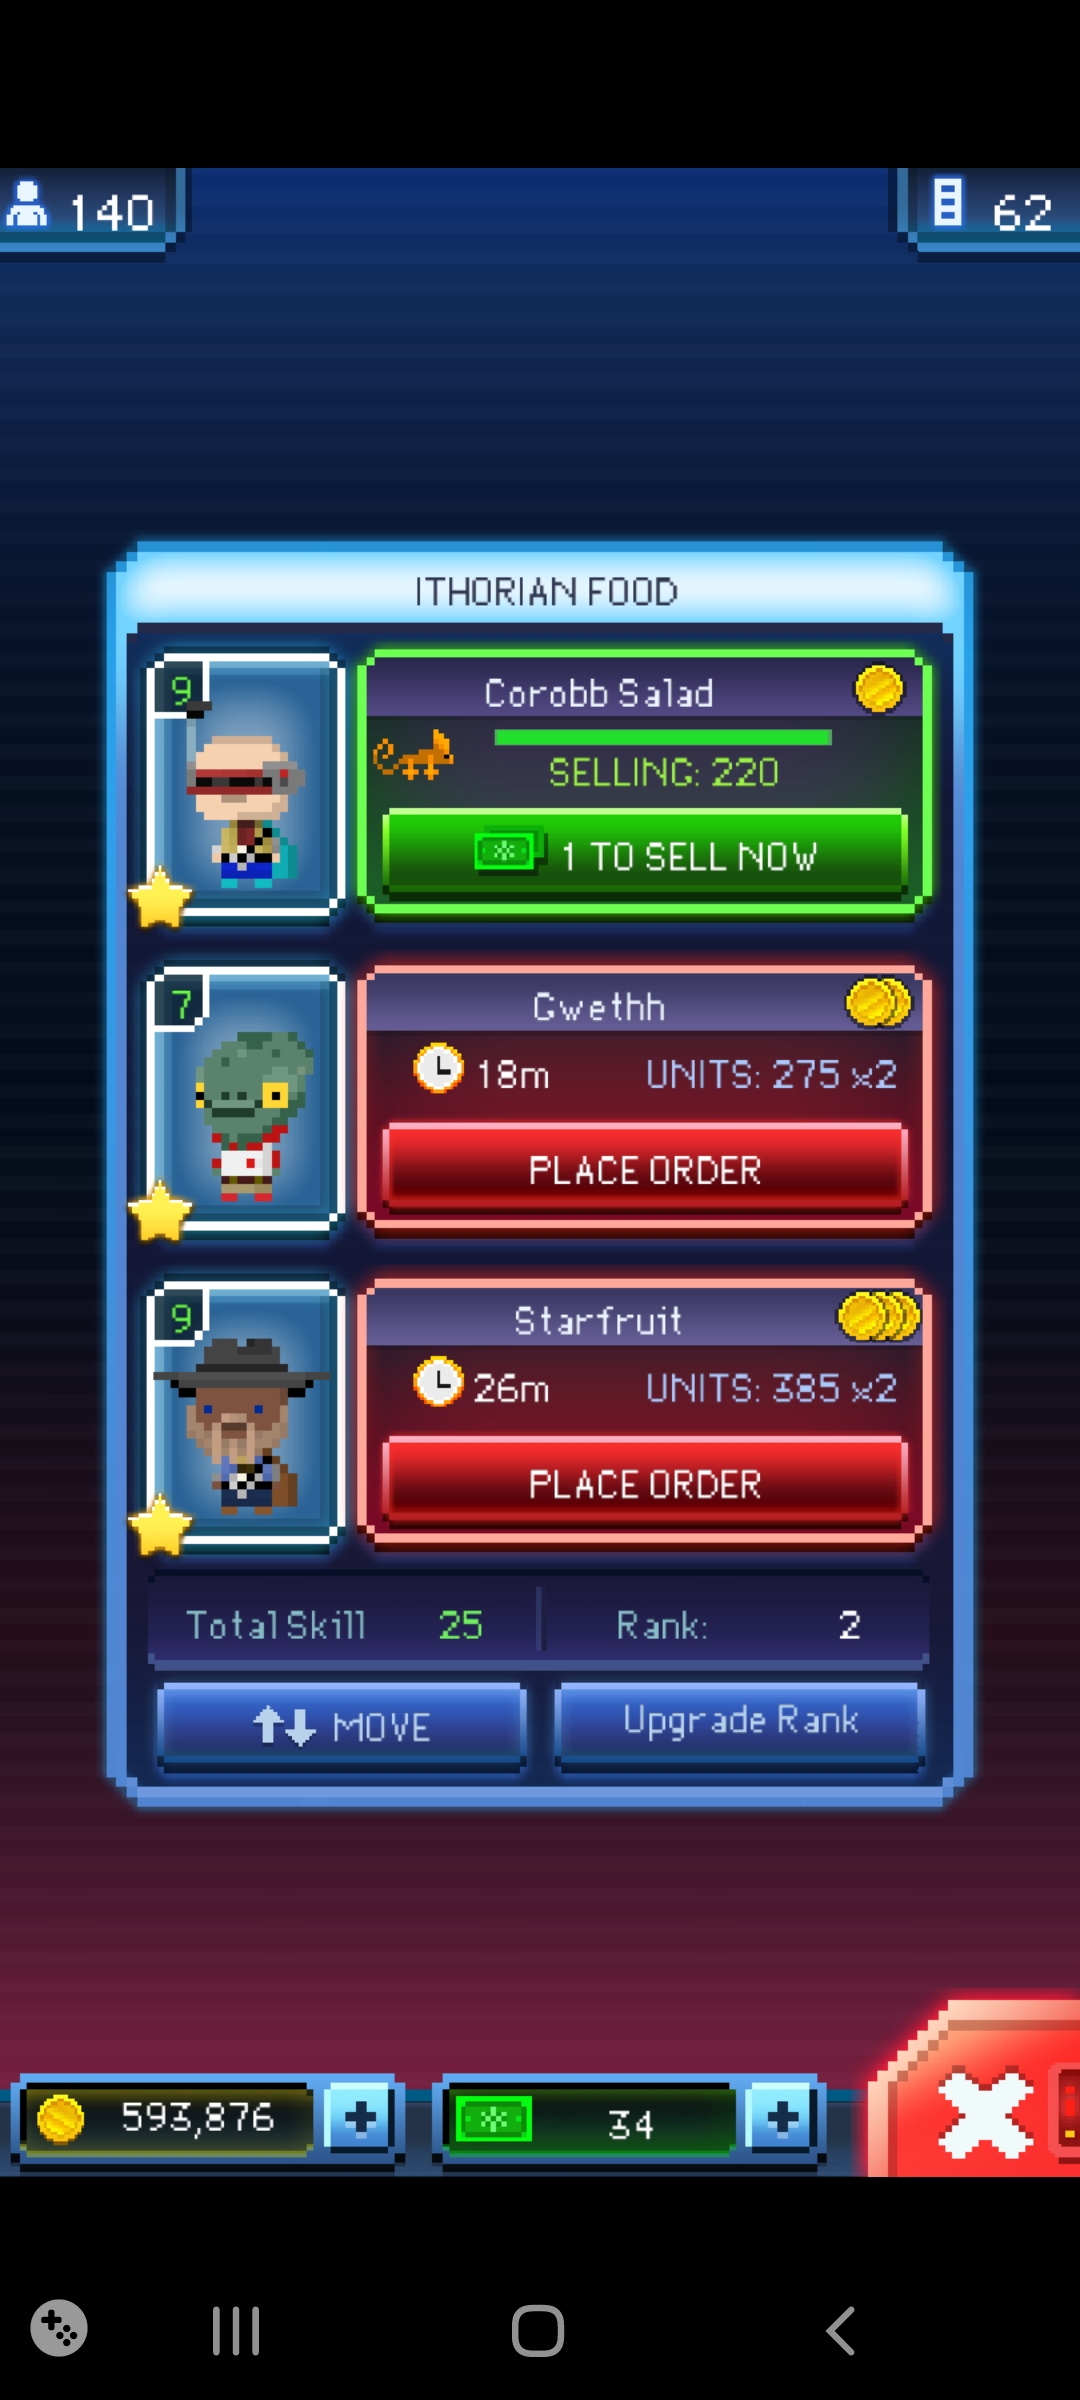 140
62
ITHORIAN FOOD
9
Corobb Salad
SELLING: 220
1 TO SELL NOW
7
Gwethh
18m UNITS: 275 x2
PLACE ORDER
9
Starfruit
26m UNITS: 385 x2
PLACE ORDER
Total Skill 25 Rank: 2
MOVE Upgrade Rank
593,876 34